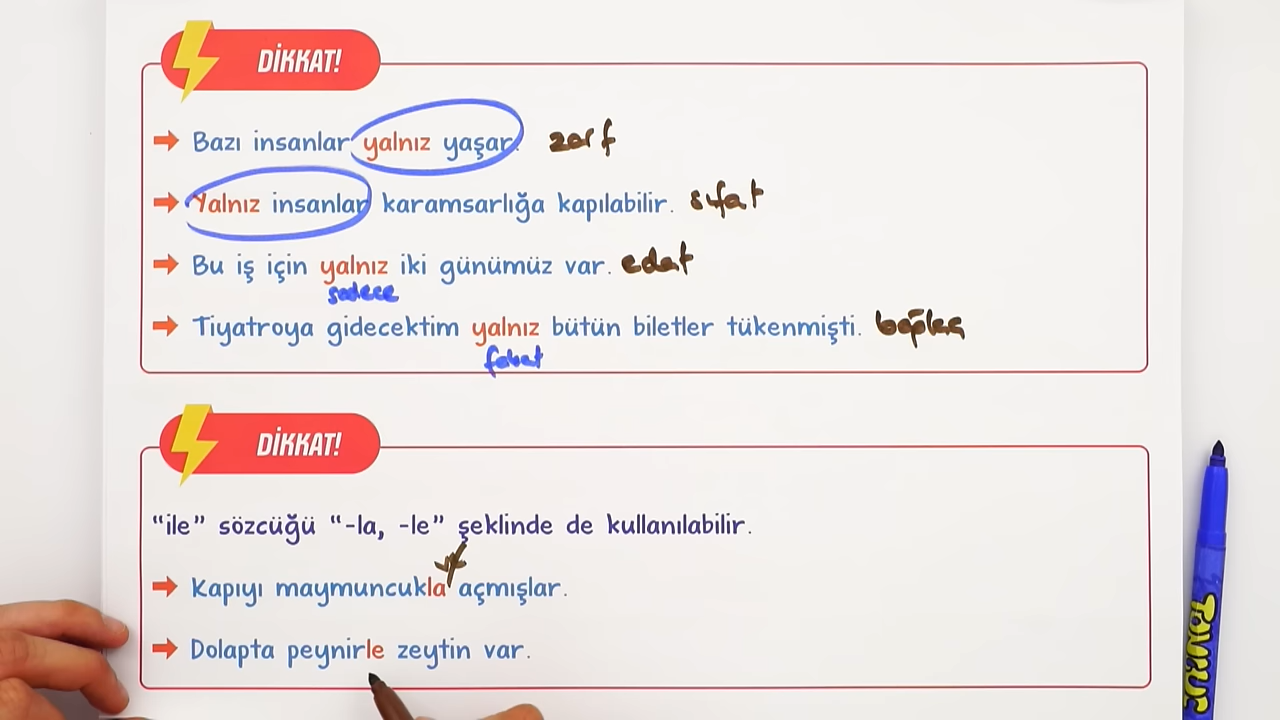 DİKKAT!
Bazı insanlar yalnız yaşar. zarf
Yalnız insanlar karamsarlığa kapılabilir. sıfat
Bu iş için yalnız iki günümüz var. edat
sadece
Tiyatroya gidecektim yalnız bütün biletler tükenmişti. bağlaç
fakat
DİKKAT!
"ile" sözcüğü "-la, -le" şeklinde de kullanılabilir.
Kapıyı maymuncukla açmışlar.
Dolapta peynirle zeytin var.